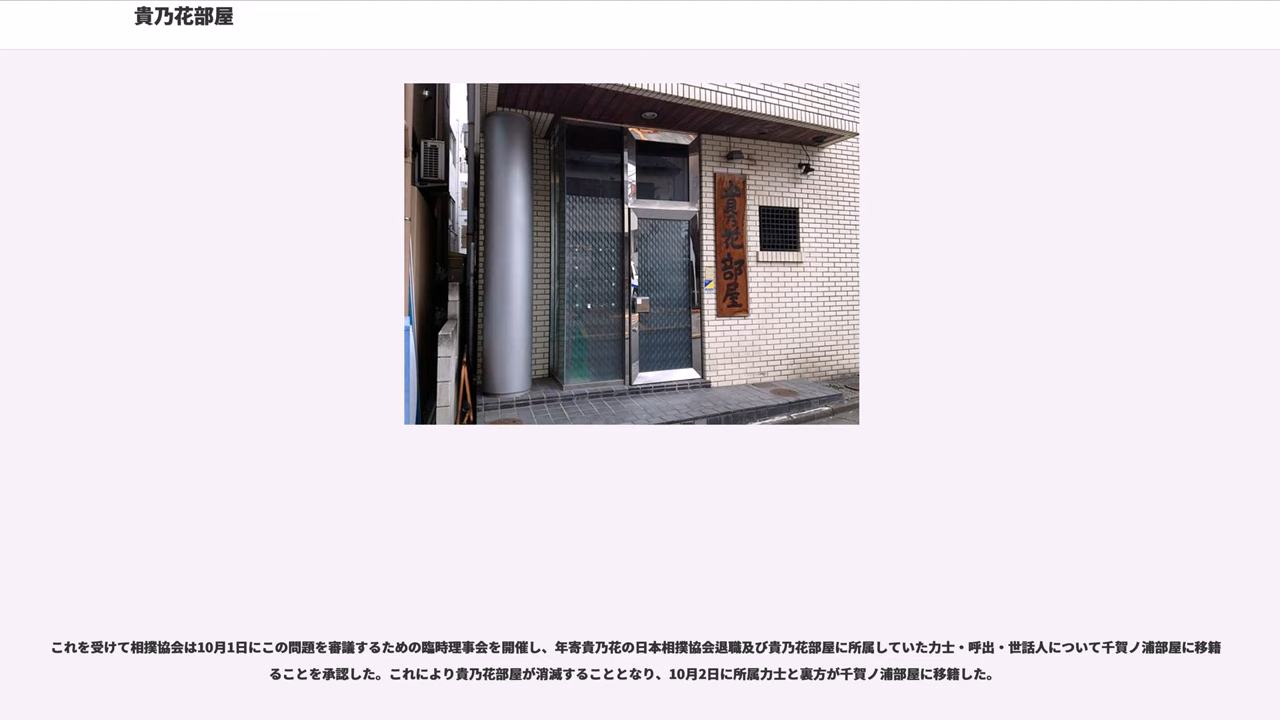 貴乃花部屋
貴乃花部屋
これを受けて相撲協会は10月1日にこの問題を審議するための臨時理事会を開催し、年寄貴乃花の日本相撲協会退職及び貴乃花部屋に所属していた力士・呼出・世話人について千賀ノ浦部屋に移籍
ることを承認した。これにより貴乃花部屋が消滅することとなり、10月2日に所属力士と裏方が千賀ノ浦部屋に移籍した。